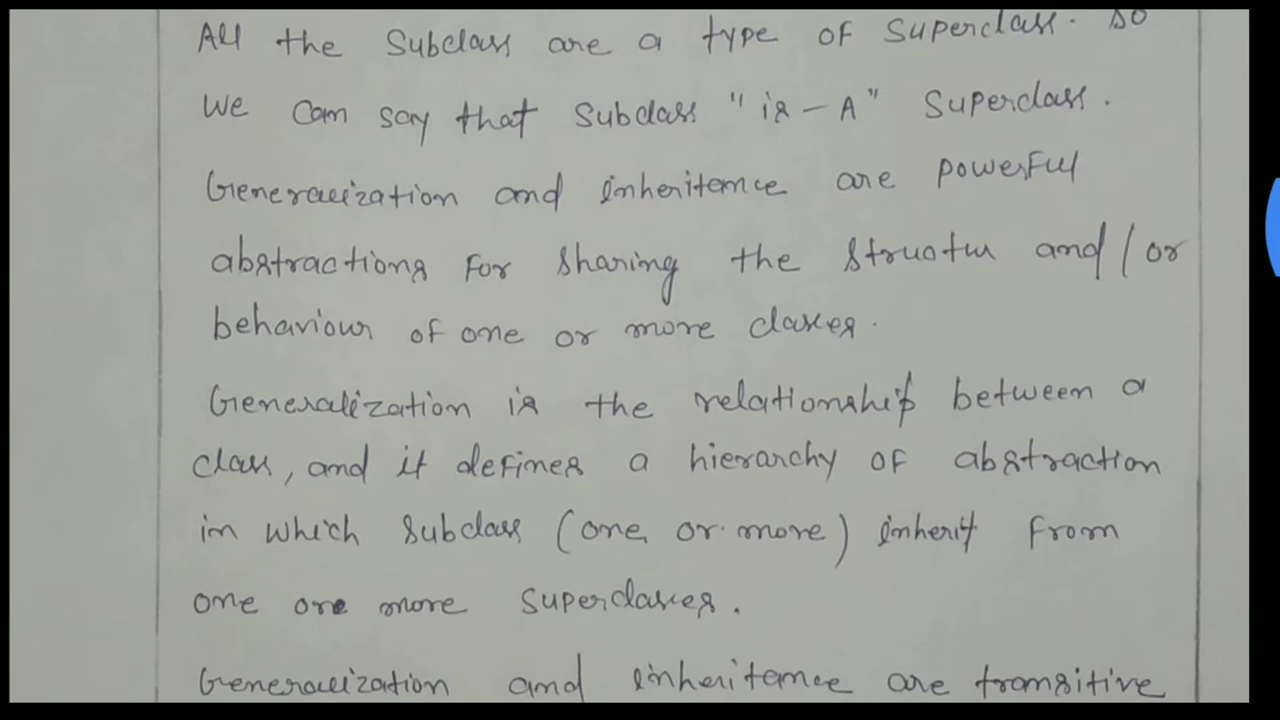 All the Subclass are a type of Superclass. So
We can say that Subclass "is-A" Superclass.
Generalization and inheritance are powerful
abstractions for sharing the structur and/or
behaviour of one or more classes.
Generalization is the relationship between a
class, and it defines a hierarchy of abstraction
in which subclass (one or more) inherit from
one ore more superclasses.
Generalization and inheritance are transitive